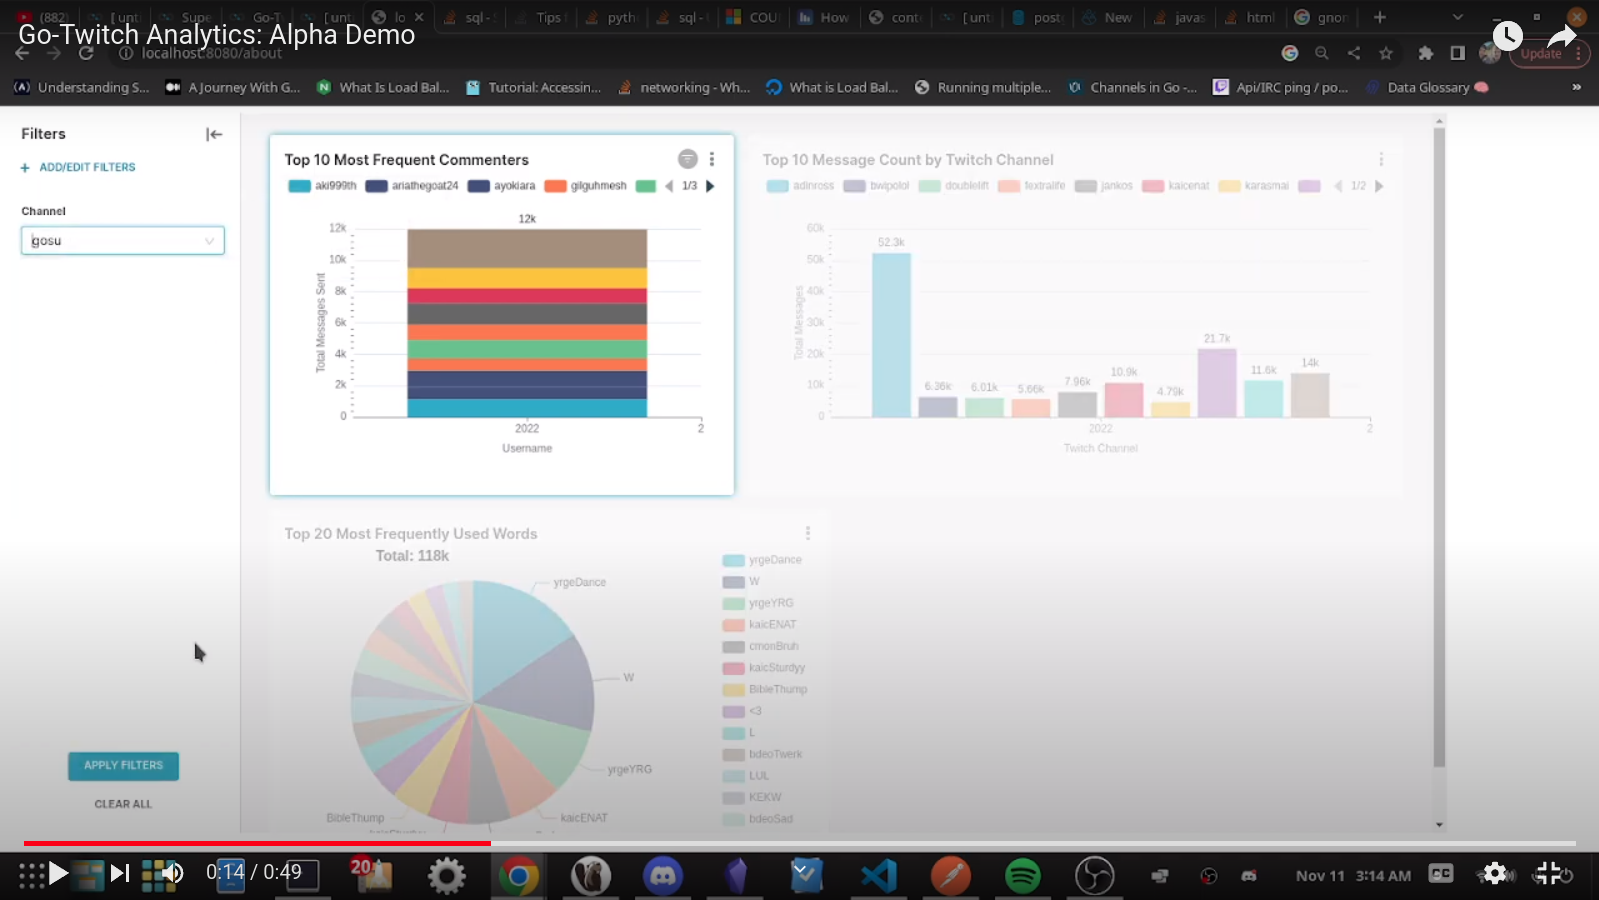 (882)
[ unt
Supe
Go-T
[ unt
lo
sql -
Tips
pyth
sql -
COU
How
cont
[ unt
post
New
javas
html
gnom
Go-Twitch Analytics: Alpha Demo
localhost:8080/about
Update
Understanding S...
A Journey With G...
What Is Load Bal...
Tutorial: Accessin...
networking - Wh...
What is Load Bal...
Running multiple...
Channels in Go -...
Api/IRC ping / po...
Data Glossary 🧠
»
Filters
+ ADD/EDIT FILTERS
Channel
gosu
APPLY FILTERS
CLEAR ALL
Top 10 Most Frequent Commenters
aki999th ariathegoat24 ayokiara gilguhmesh 1/3
12k
12k
10k
8k
6k
4k
2k
0
Total Messages Sent
2022 2
Username
Top 10 Message Count by Twitch Channel
adinross bwipolol doublelift fextralife jankos kaicenat karasmai 1/2
60k
50k
40k
30k
20k
10k
0
Total Messages
52.3k
6.36k
6.01k
5.66k
7.96k
10.9k
4.79k
21.7k
11.6k
14k
2022 2
Twitch Channel
Top 20 Most Frequently Used Words
Total: 118k
yrgeDance
W
yrgeYRG
kaicENAT
BibleThump
yrgeDance
W
yrgeYRG
kaicENAT
cmonBruh
kaicSturdyy
BibleThump
<3
L
bdeoTwerk
LUL
KEKW
bdeoSad
0:14 / 0:49
20
Nov 11 3:14 AM
CC